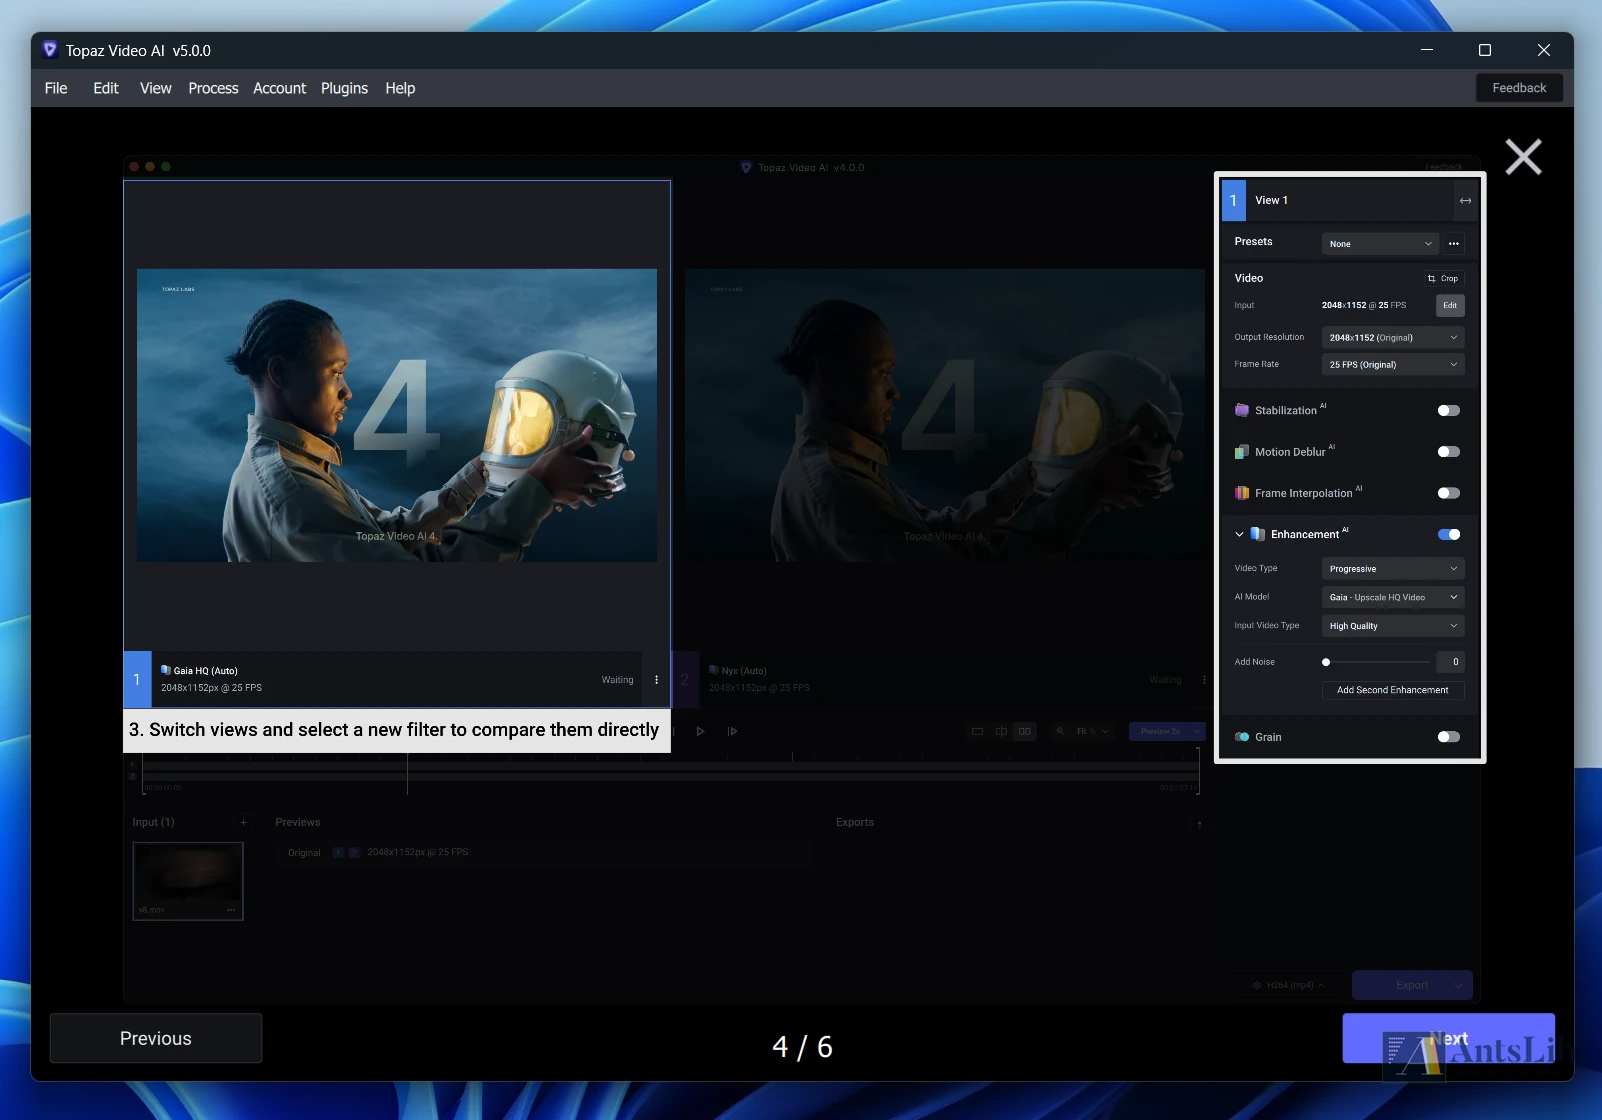 Topaz Video AI v5.0.0
File Edit View Process Account Plugins Help
Feedback
Topaz Video AI v4.0.0
Feedback
TOPAZ LABS
4
Topaz Video AI 4.
TOPAZ LABS
4
Topaz Video AI 4.
1
Gaia HQ (Auto)
2048x1152px @ 25 FPS
Waiting
2
Nyx (Auto)
2048x1152px @ 25 FPS
Waiting
3. Switch views and select a new filter to compare them directly
Fit %
Preview 2s
1
2
00:00:00:00
Input (1)
+
Previews
Exports
Original 1 2 2048x1152px @ 25 FPS
v8.mov
1 View 1
Presets None
Video Crop
Input 2048x1152 @ 25 FPS Edit
Output Resolution 2048x1152 (Original)
Frame Rate 25 FPS (Original)
Stabilization AI
Motion Deblur AI
Frame Interpolation AI
Enhancement AI
Video Type Progressive
AI Model Gaia - Upscale HQ Video
Input Video Type High Quality
Add Noise 0
Add Second Enhancement
Grain
H264 (mp4)
Export
Previous
4 / 6
Next